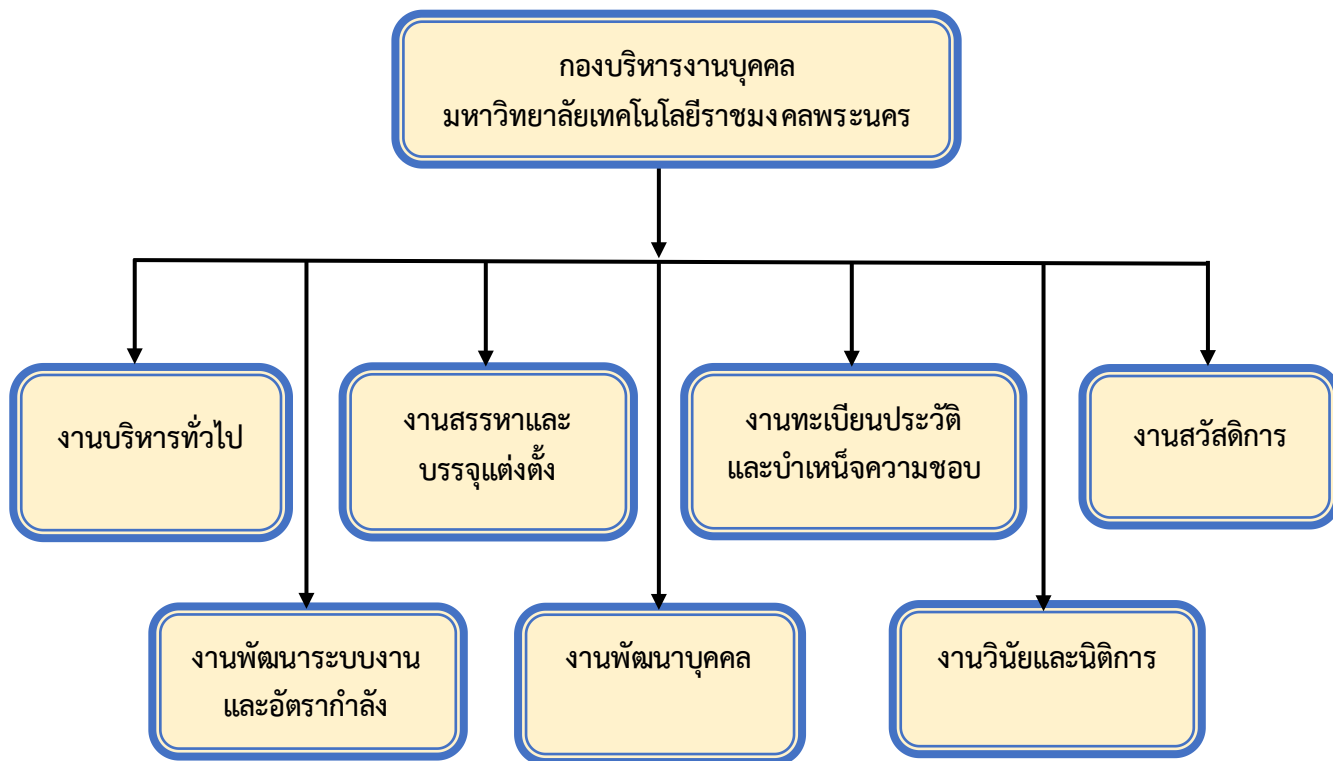 กองบริหารงานบุคคล
มหาวิทยาลัยเทคโนโลยีราชมงคลพระนคร
งานบริหารทั่วไป
งานสรรหาและ
บรรจุแต่งตั้ง
งานทะเบียนประวัติ
และบำเหน็จความชอบ
งานสวัสดิการ
งานพัฒนาระบบงาน
และอัตรากำลัง
งานพัฒนาบุคคล
งานวินัยและนิติการ